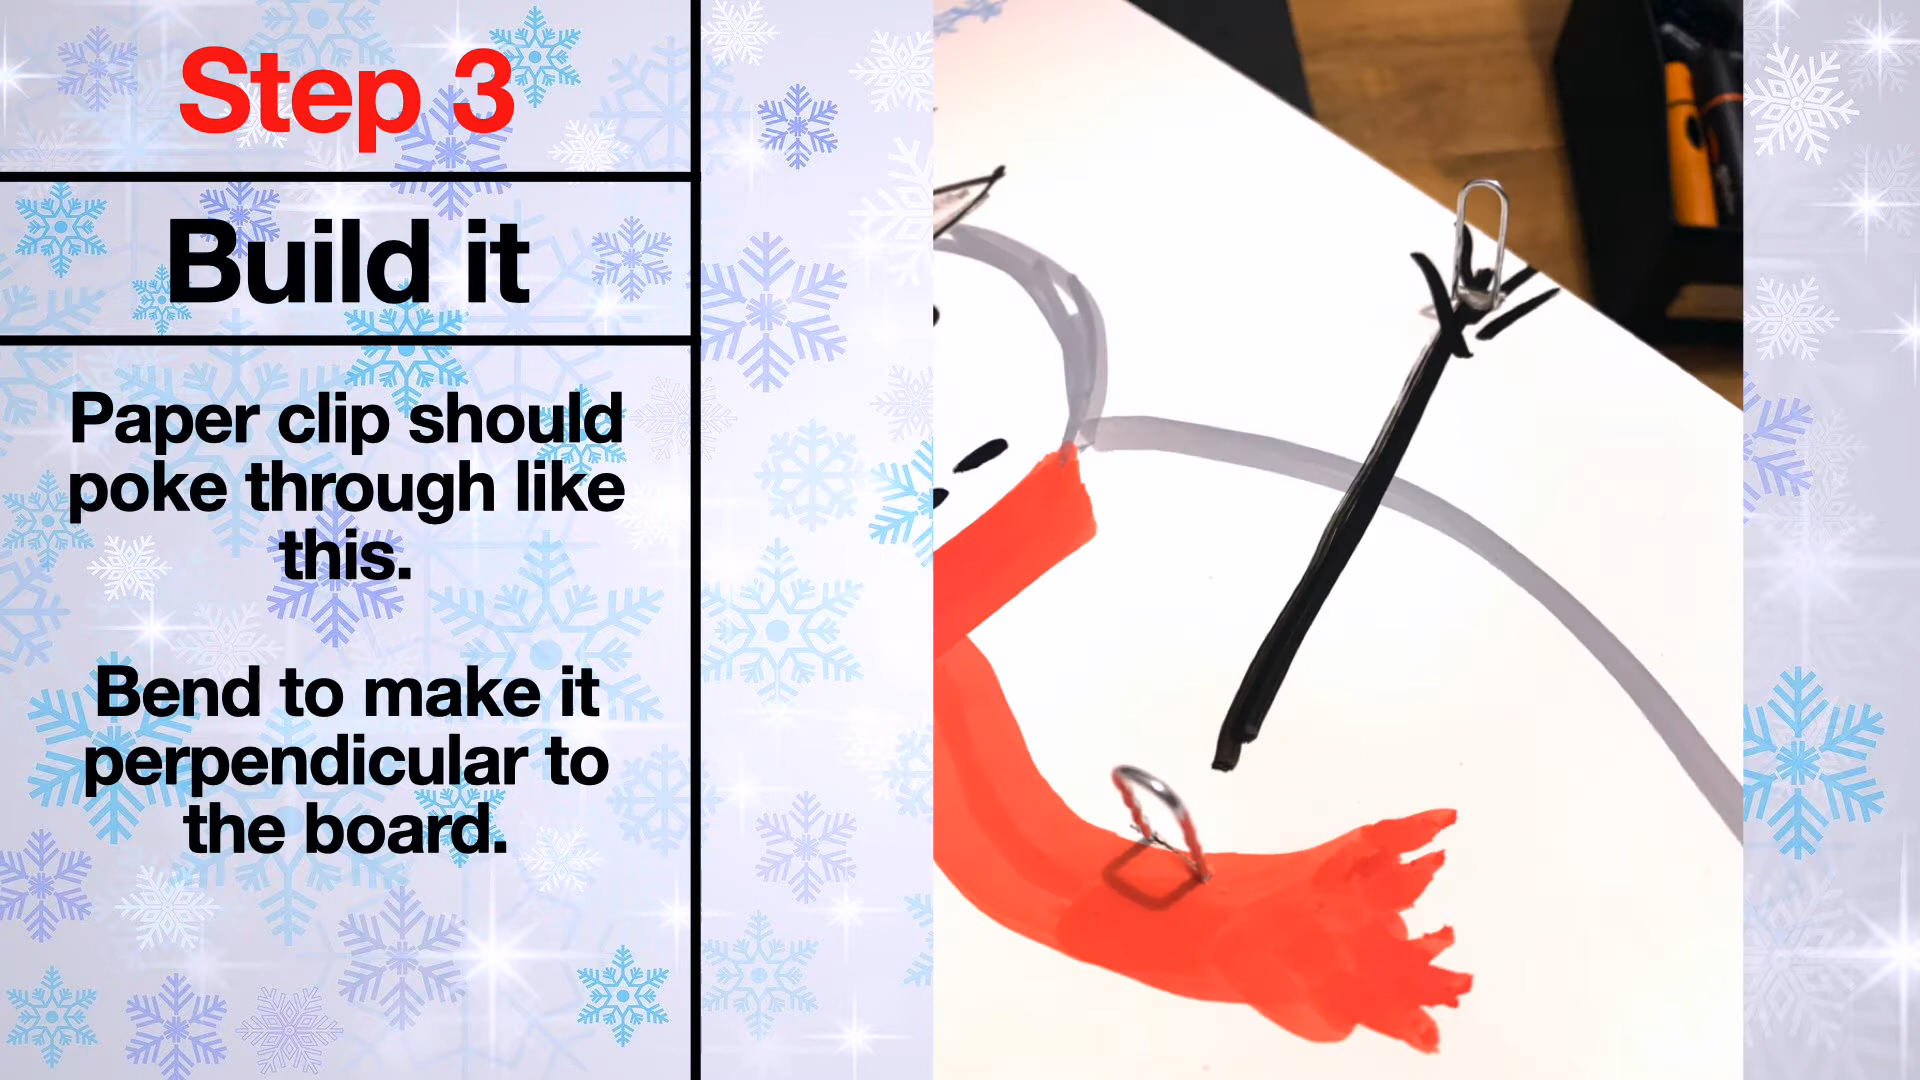 Step 3
Build it
Paper clip should
poke through like
this.
Bend to make it
perpendicular to
the board.